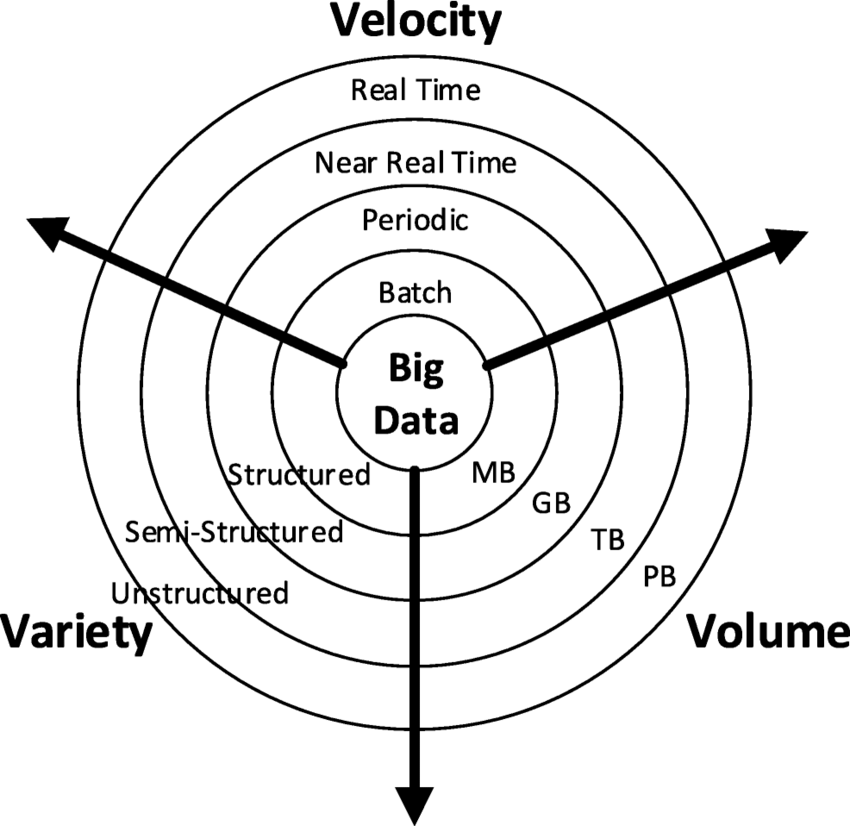 Velocity
Real Time
Near Real Time
Periodic
Batch
Big
Data
Structured
MB
GB
Semi-Structured
TB
PB
Unstructured
Variety
Volume